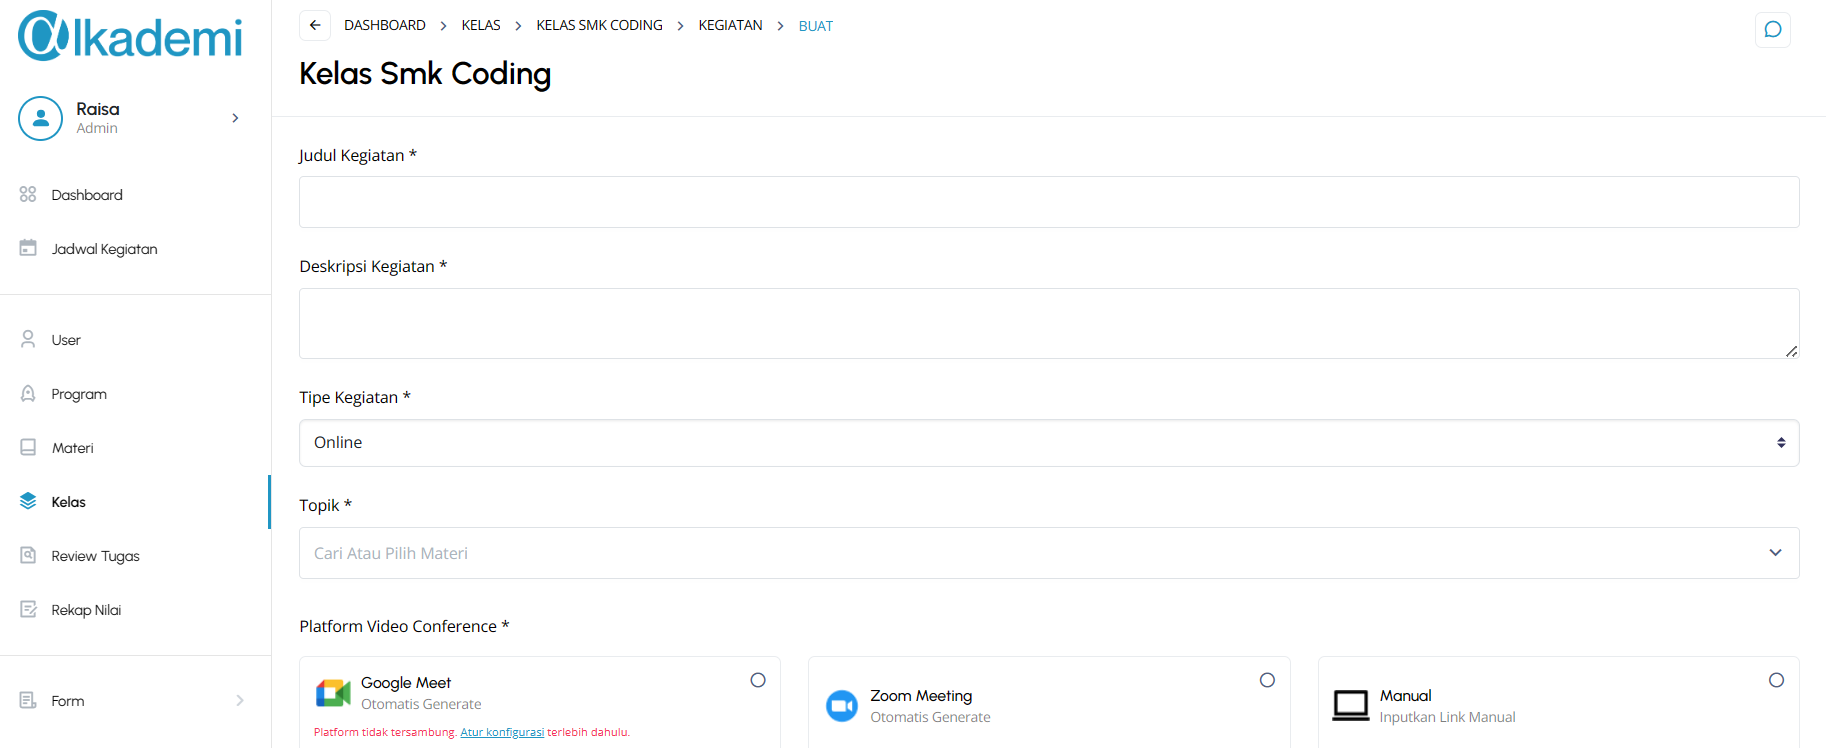 @lkademi
Raisa
Admin
Dashboard
Jadwal Kegiatan
User
Program
Materi
Kelas
Review Tugas
Rekap Nilai
Form
DASHBOARD > KELAS > KELAS SMK CODING > KEGIATAN > BUAT
Kelas Smk Coding
Judul Kegiatan *
Deskripsi Kegiatan *
Tipe Kegiatan *
Online
Topik *
Cari Atau Pilih Materi
Platform Video Conference *
Google Meet
Otomatis Generate
Platform tidak tersambung. Atur konfigurasi terlebih dahulu.
Zoom Meeting
Otomatis Generate
Manual
Inputkan Link Manual